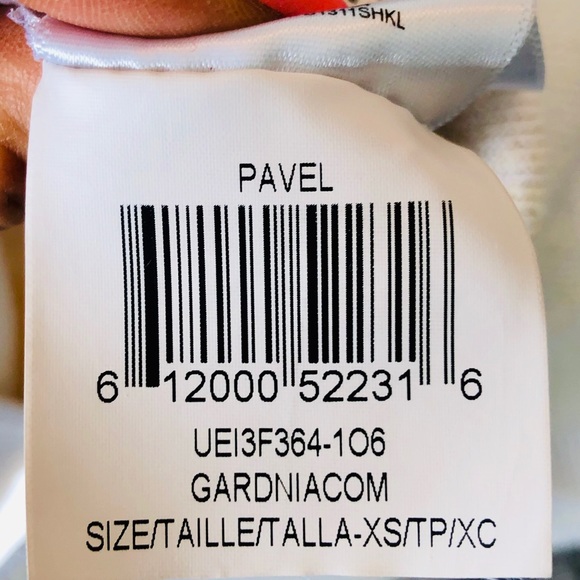 PAVEL
6 12000 52231 6
UEI3F364-1O6
GARDNIACOM
SIZE/TAILLE/TALLA-XS/TP/XC